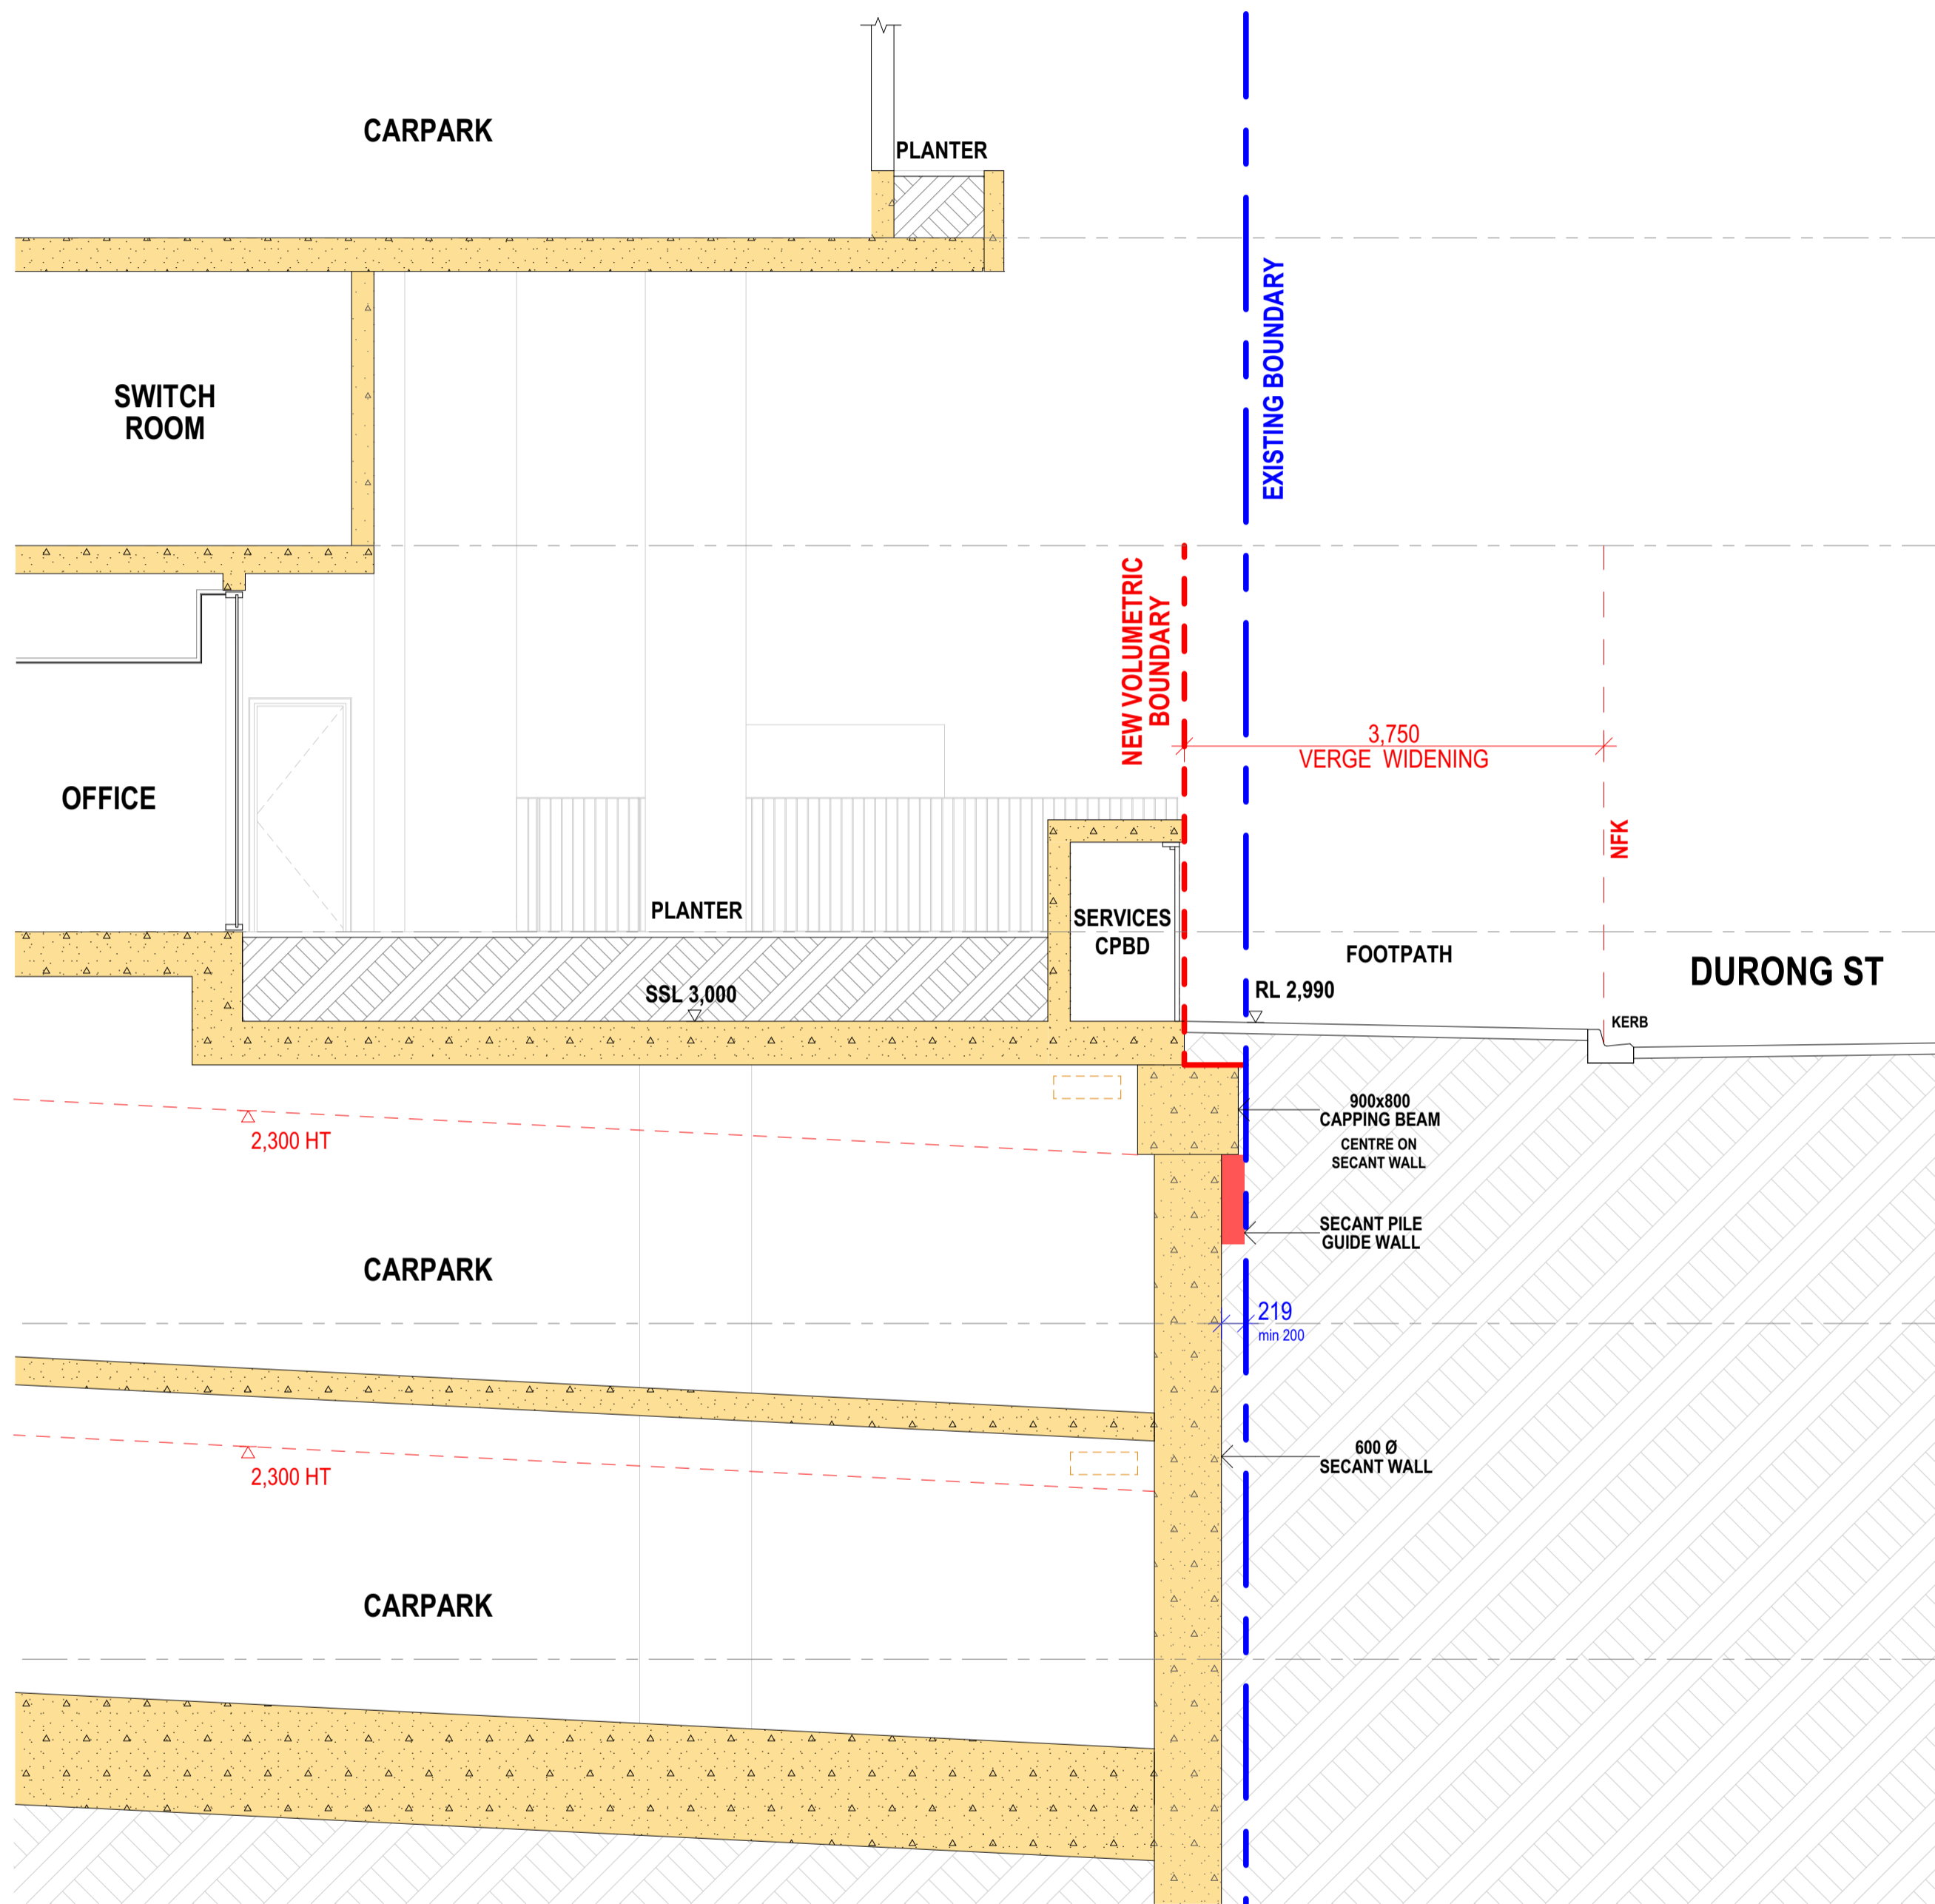 CARPARK
PLANTER
EXISTING BOUNDARY
SWITCH
ROOM
NEW VOLUMETRIC
BOUNDARY
3,750
VERGE WIDENING
OFFICE
NFK
PLANTER
SERVICES
CPBD
FOOTPATH
DURONG ST
SSL 3,000
RL 2,990
KERB
900x800
CAPPING BEAM
CENTRE ON
SECANT WALL
2,300 HT
SECANT PILE
GUIDE WALL
CARPARK
219
min 200
600 Ø
SECANT WALL
2,300 HT
CARPARK